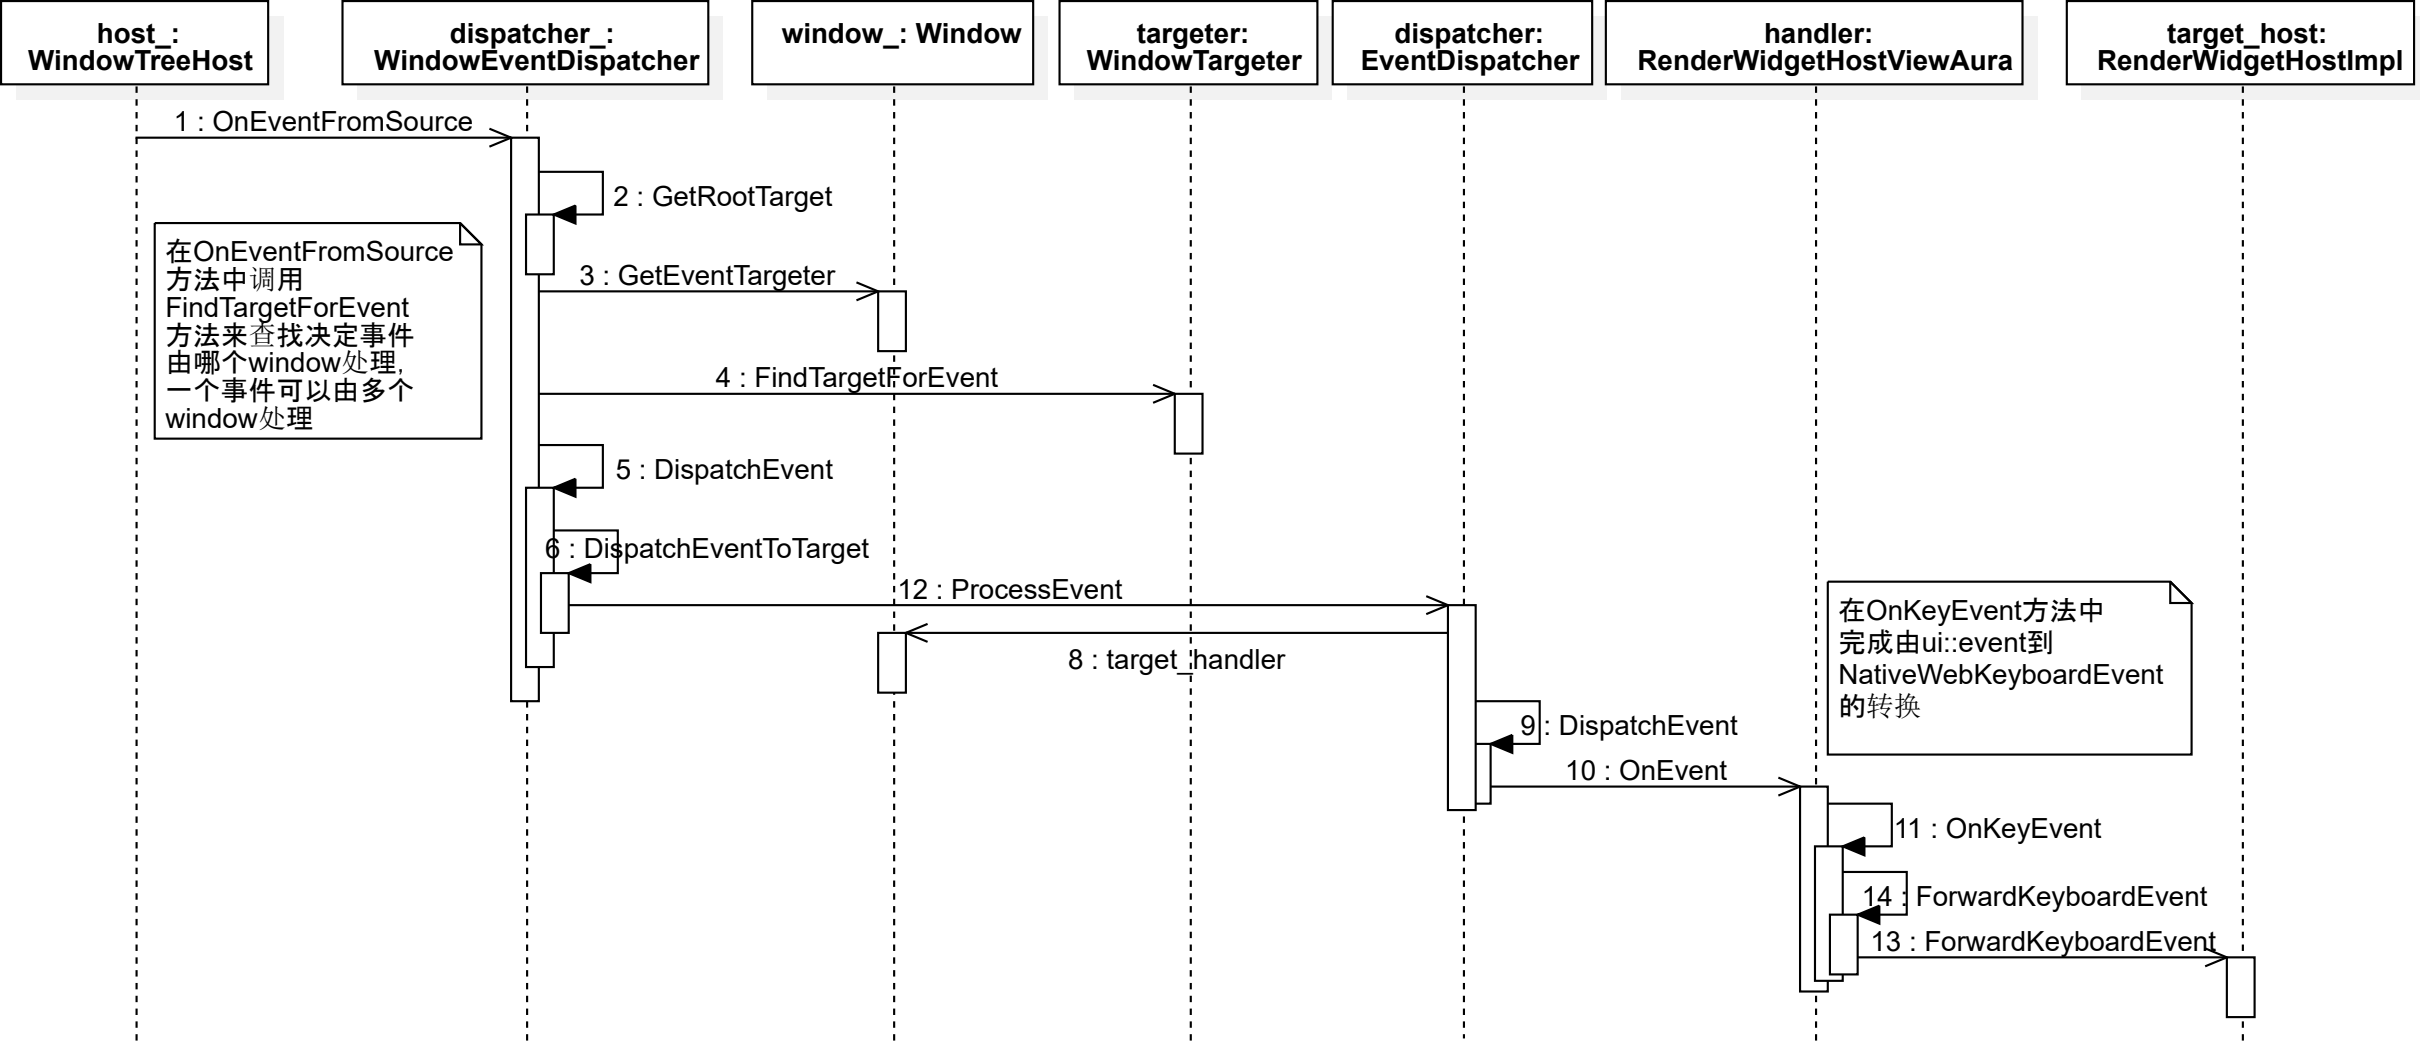 host_:
WindowTreeHost
dispatcher_:
WindowEventDispatcher
window_: Window
targeter:
WindowTargeter
dispatcher:
EventDispatcher
handler:
RenderWidgetHostViewAura
target_host:
RenderWidgetHostImpl
1 : OnEventFromSource
2 : GetRootTarget
在OnEventFromSource
方法中调用
FindTargetForEvent
方法来查找决定事件
由哪个window处理,
一个事件可以由多个
window处理
3 : GetEventTargeter
4 : FindTargetForEvent
5 : DispatchEvent
6 : DispatchEventToTarget
12 : ProcessEvent
8 : target_handler
在OnKeyEvent方法中
完成由ui::event到
NativeWebKeyboardEvent
的转换
9 : DispatchEvent
10 : OnEvent
11 : OnKeyEvent
14 : ForwardKeyboardEvent
13 : ForwardKeyboardEvent